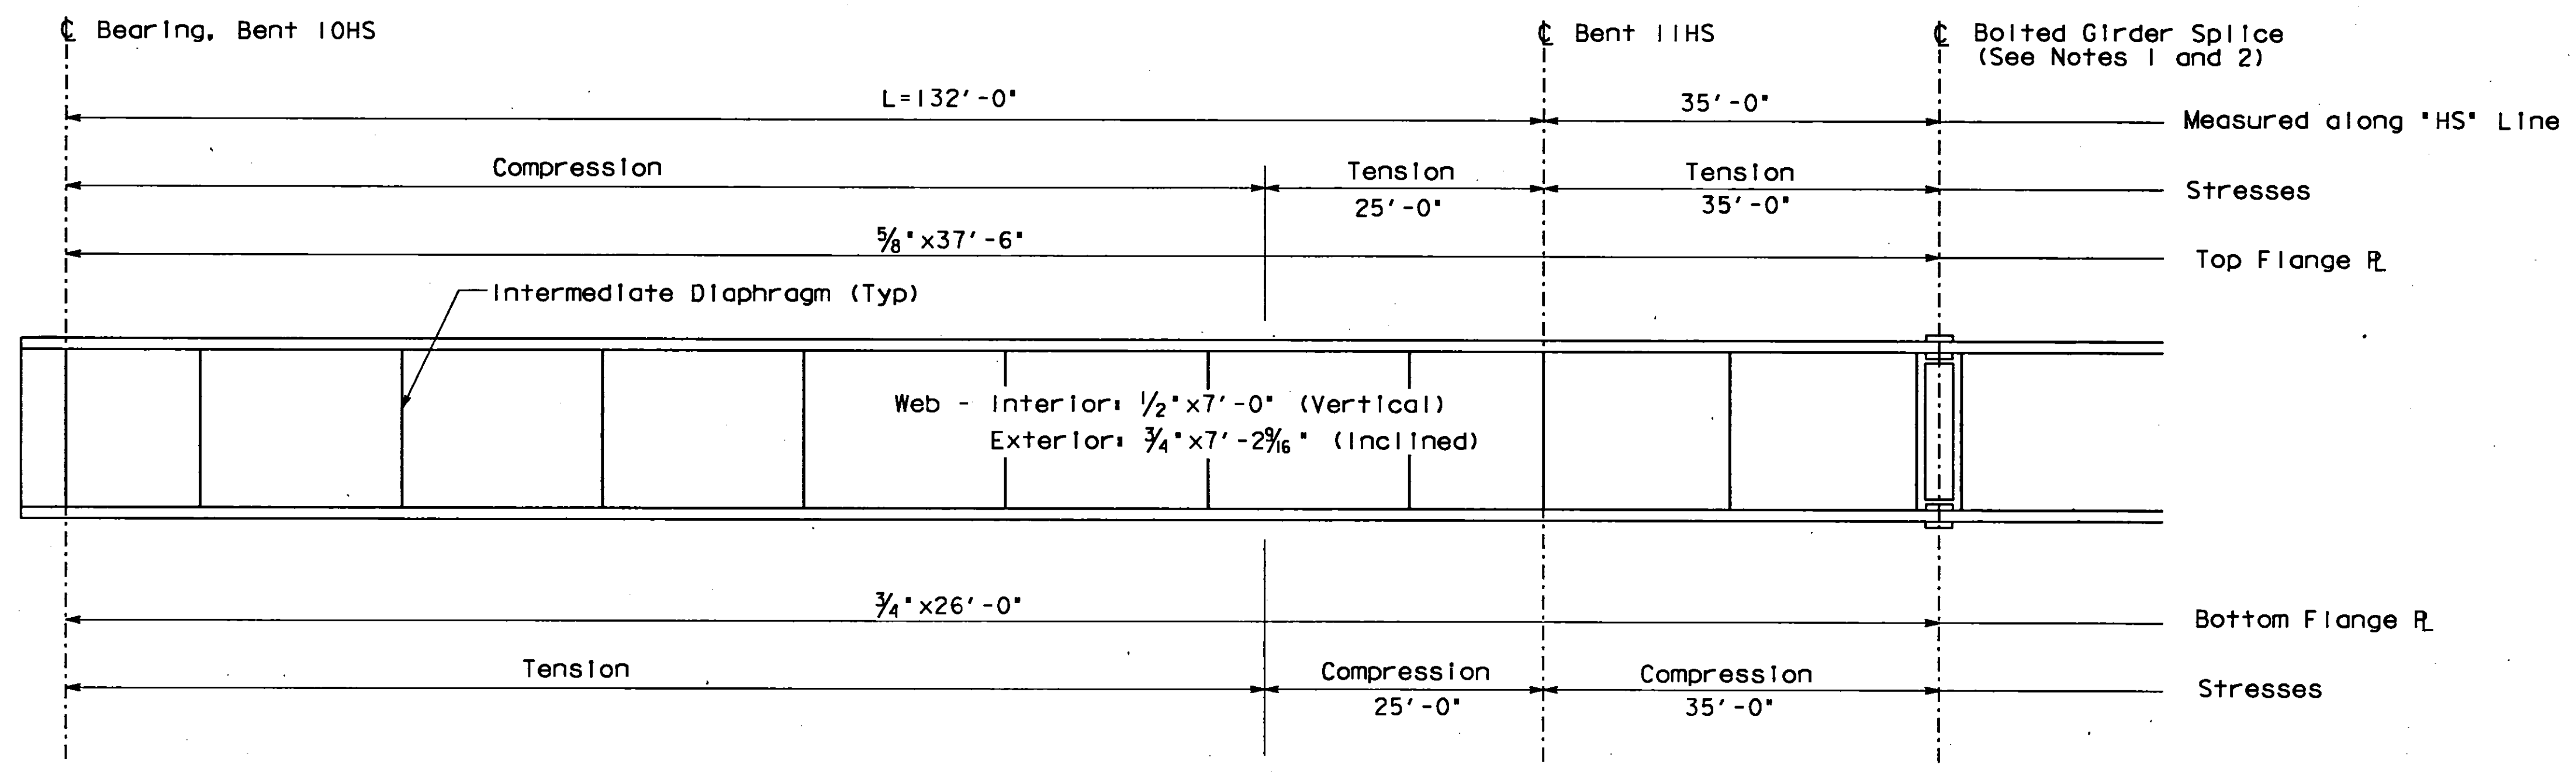 ℄ Bearing, Bent 10HS
℄ Bent 11HS
℄ Bolted Girder Splice
(See Notes 1 and 2)
L=132'-0"
35'-0"
Measured along "HS" Line
Compression
Tension
Tension
Stresses
25'-0"
35'-0"
5/8"x37'-6"
Top Flange PL
Intermediate Diaphragm (Typ)
Web - Interior: 1/2"x7'-0" (Vertical)
Exterior: 3/4"x7'-2 9/16" (Inclined)
3/4"x26'-0"
Bottom Flange PL
Tension
Compression
Compression
Stresses
25'-0"
35'-0"